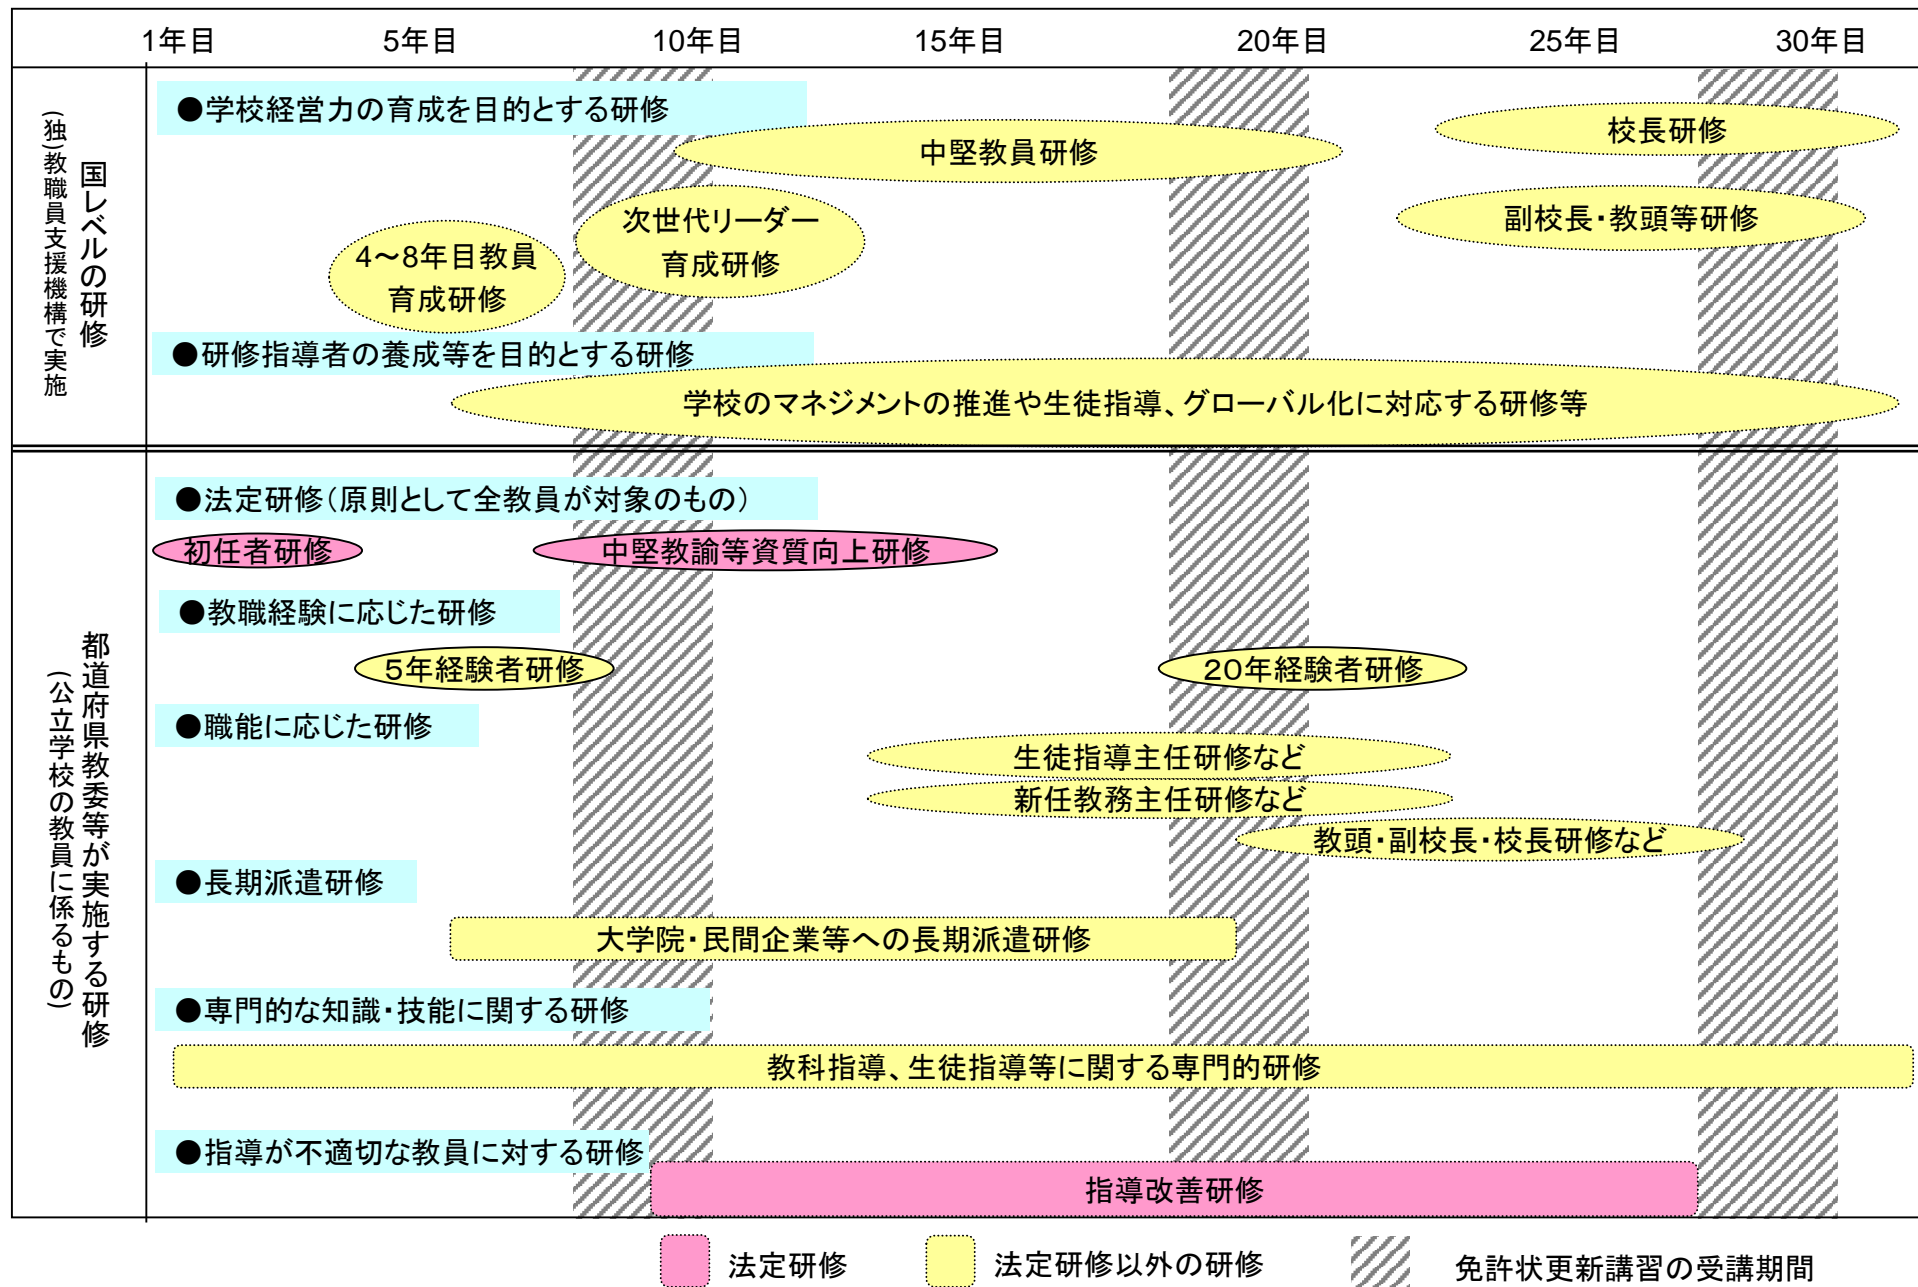 1年目 5年目 10年目 15年目 20年目 25年目 30年目
国レベルの研修
(独)教職員支援機構で実施
●学校経営力の育成を目的とする研修
中堅教員研修
校長研修
次世代リーダー
育成研修
副校長・教頭等研修
4～8年目教員
育成研修
●研修指導者の養成等を目的とする研修
学校のマネジメントの推進や生徒指導、グローバル化に対応する研修等
都道府県教委等が実施する研修
(公立学校の教員に係るもの)
●法定研修(原則として全教員が対象のもの)
初任者研修
中堅教諭等資質向上研修
●教職経験に応じた研修
５年経験者研修
２０年経験者研修
●職能に応じた研修
生徒指導主任研修など
新任教務主任研修など
教頭・副校長・校長研修など
●長期派遣研修
大学院・民間企業等への長期派遣研修
●専門的な知識・技能に関する研修
教科指導、生徒指導等に関する専門的研修
●指導が不適切な教員に対する研修
指導改善研修
法定研修
法定研修以外の研修
免許状更新講習の受講期間